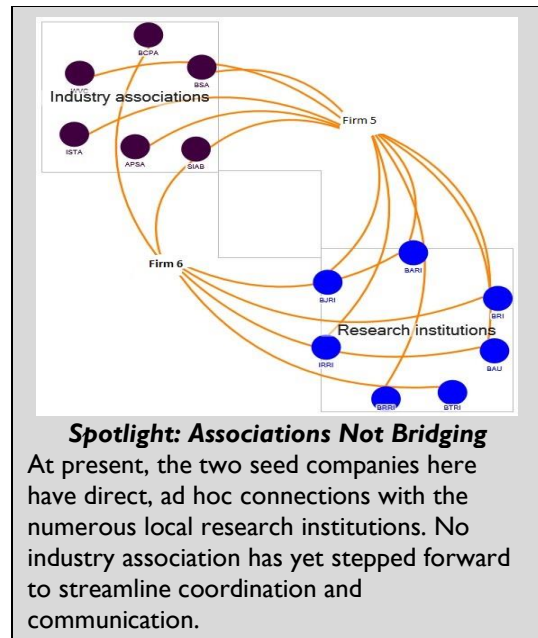 BCPA
BSA
Industry associations
Firm 5
ISTA
APSA
SIAB
Firm 6
BARI
BJRI
BRI
Research institutions
IRRI
BAU
BRRI
BTRI
Spotlight: Associations Not Bridging
At present, the two seed companies here
have direct, ad hoc connections with the
numerous local research institutions. No
industry association has yet stepped forward
to streamline coordination and
communication.